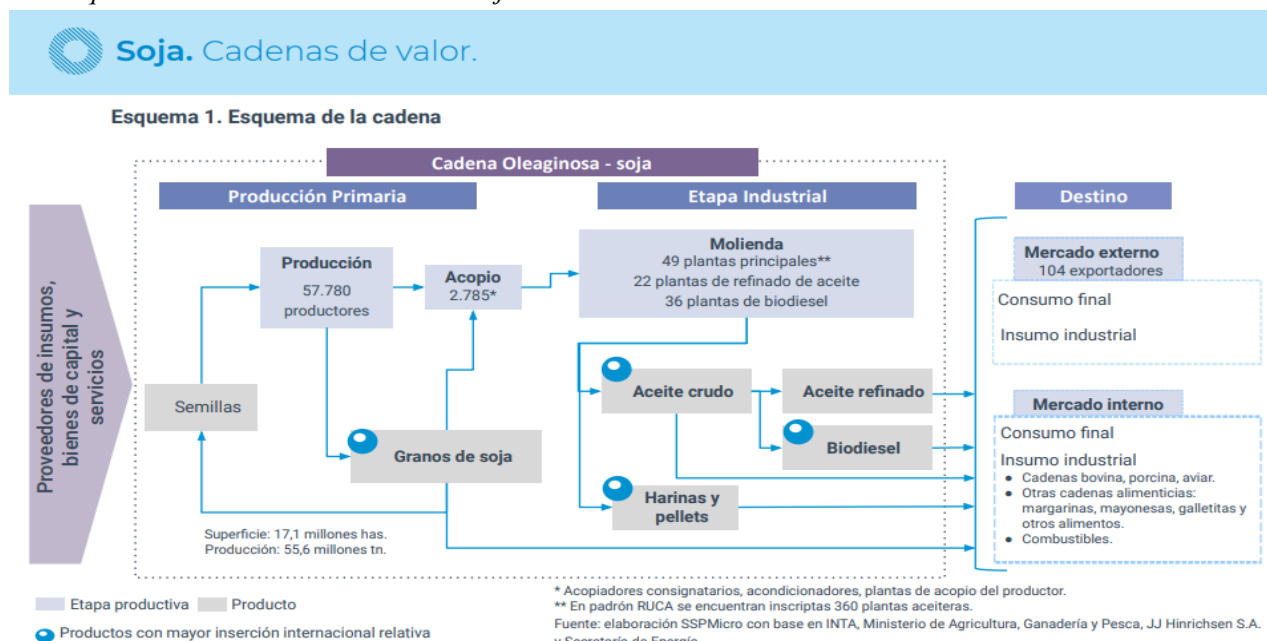 Soja. Cadenas de valor.
Esquema 1. Esquema de la cadena
Cadena Oleaginosa - soja
Producción Primaria
Etapa Industrial
Destino
Proveedores de insumos,
bienes de capital y
servicios
Semillas
Producción
57.780
productores
Acopio
2.785*
Granos de soja
Superficie: 17,1 millones has.
Producción: 55,6 millones tn.
Molienda
49 plantas principales**
22 plantas de refinado de aceite
36 plantas de biodiesel
Aceite crudo
Aceite refinado
Biodiesel
Harinas y
pellets
Mercado externo
104 exportadores
Consumo final
Insumo industrial
Mercado interno
Consumo final
Insumo industrial
● Cadenas bovina, porcina, aviar.
● Otras cadenas alimenticias:
margarinas, mayonesas, galletitas y
otros alimentos.
● Combustibles.
Etapa productiva
Producto
Productos con mayor inserción internacional relativa
* Acopiadores consignatarios, acondicionadores, plantas de acopio del productor.
** En padrón RUCA se encuentran inscriptas 360 plantas aceiteras.
Fuente: elaboración SSPMicro con base en INTA, Ministerio de Agricultura, Ganadería y Pesca, JJ Hinrichsen S.A.
y Secretaría de Energía